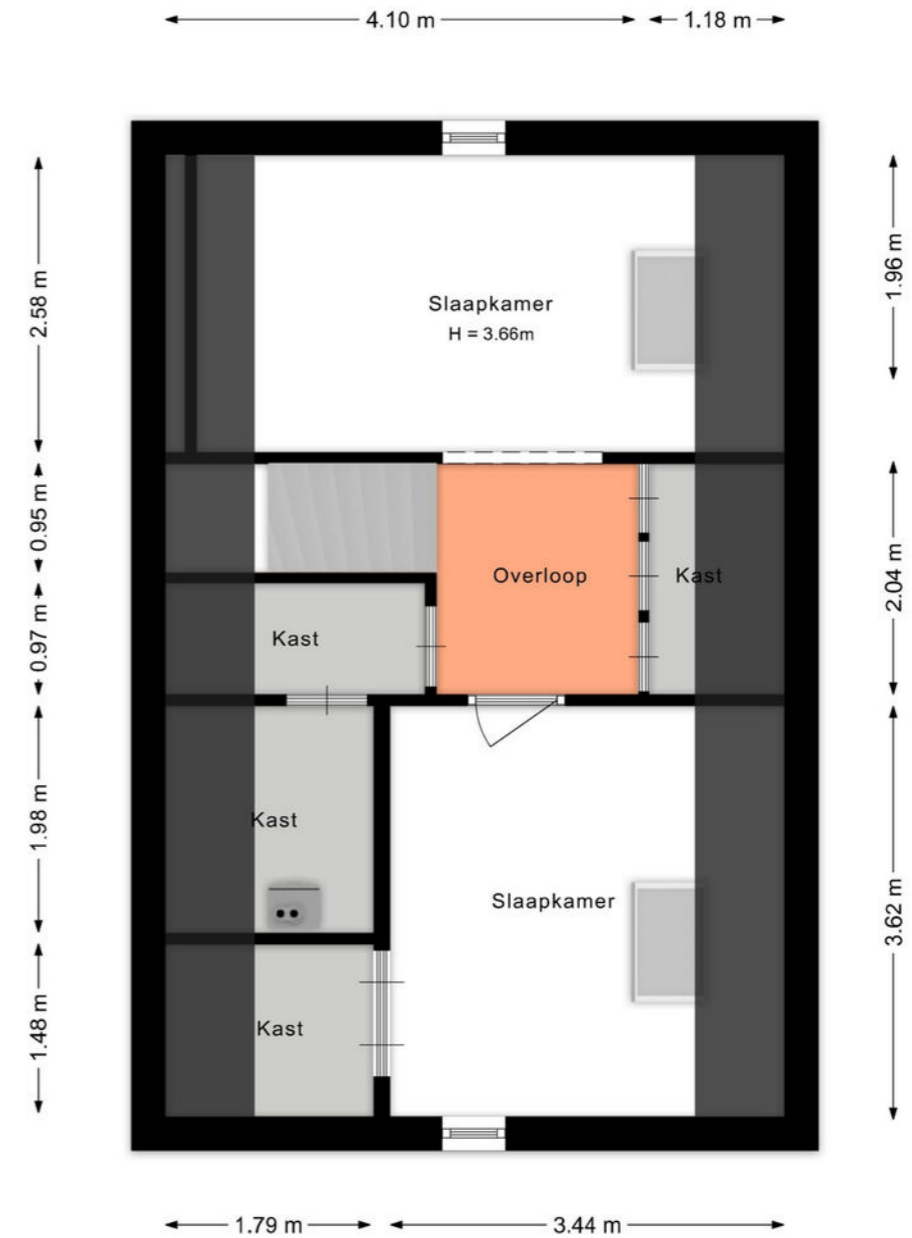 4.10 m
1.18 m
2.58 m
1.96 m
Slaapkamer
H = 3.66m
0.95 m
Overloop
Kast
2.04 m
0.97 m
Kast
1.98 m
Kast
Slaapkamer
3.62 m
1.48 m
Kast
1.79 m
3.44 m